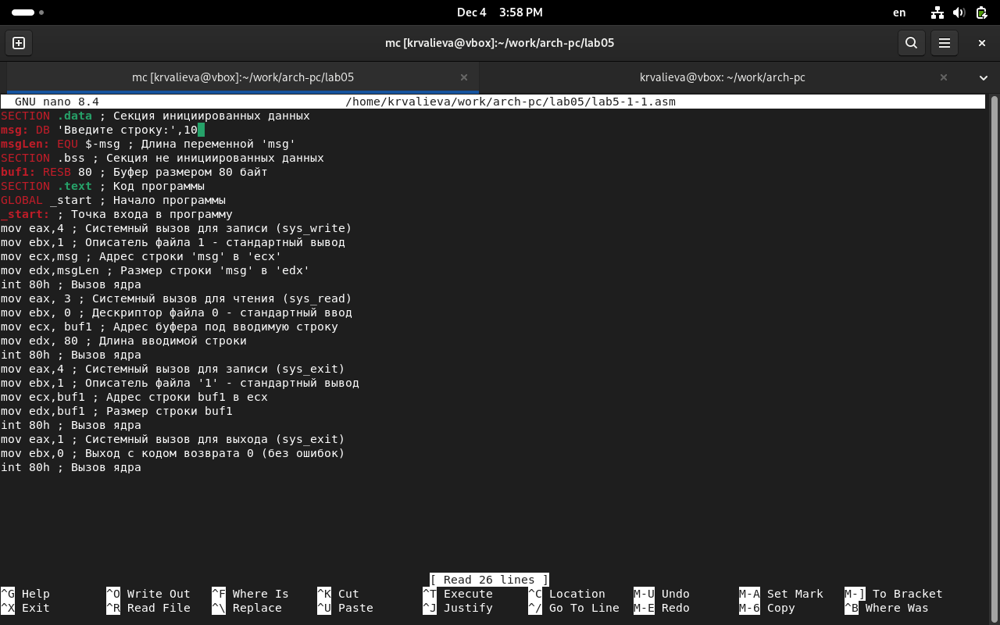 Dec 4 3:58 PM
en
mc [krvalieva@vbox]:~/work/arch-pc/lab05
mc [krvalieva@vbox]:~/work/arch-pc/lab05
krvalieva@vbox: ~/work/arch-pc
GNU nano 8.4 /home/krvalieva/work/arch-pc/lab05/lab5-1-1.asm
SECTION .data ; Секция инициированных данных
msg: DB 'Введите строку:',10
msgLen: EQU $-msg ; Длина переменной 'msg'
SECTION .bss ; Секция не инициированных данных
buf1: RESB 80 ; Буфер размером 80 байт
SECTION .text ; Код программы
GLOBAL _start ; Начало программы
_start: ; Точка входа в программу
mov eax,4 ; Системный вызов для записи (sys_write)
mov ebx,1 ; Описатель файла 1 - стандартный вывод
mov ecx,msg ; Адрес строки 'msg' в 'ecx'
mov edx,msgLen ; Размер строки 'msg' в 'edx'
int 80h ; Вызов ядра
mov eax, 3 ; Системный вызов для чтения (sys_read)
mov ebx, 0 ; Дескриптор файла 0 - стандартный ввод
mov ecx, buf1 ; Адрес буфера под вводимую строку
mov edx, 80 ; Длина вводимой строки
int 80h ; Вызов ядра
mov eax,4 ; Системный вызов для записи (sys_exit)
mov ebx,1 ; Описатель файла '1' - стандартный вывод
mov ecx,buf1 ; Адрес строки buf1 в ecx
mov edx,buf1 ; Размер строки buf1
int 80h ; Вызов ядра
mov eax,1 ; Системный вызов для выхода (sys_exit)
mov ebx,0 ; Выход с кодом возврата 0 (без ошибок)
int 80h ; Вызов ядра
[ Read 26 lines ]
^G Help ^O Write Out ^F Where Is ^K Cut ^T Execute ^C Location M-U Undo M-A Set Mark M-] To Bracket
^X Exit ^R Read File ^\ Replace ^U Paste ^J Justify ^/ Go To Line M-E Redo M-6 Copy ^B Where Was